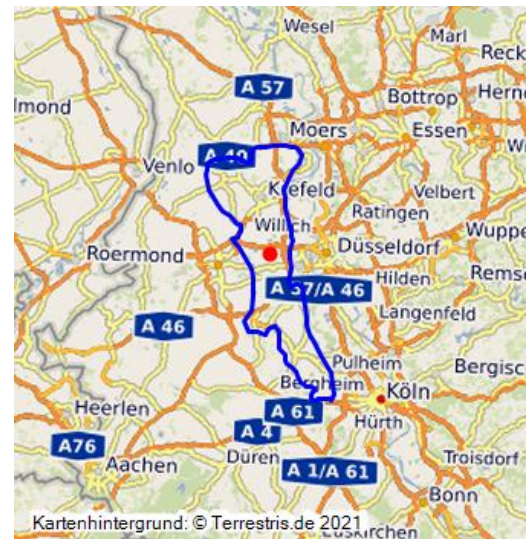 Wesel
Marl
Reck
A 57
Bottrop
Herne
lmond
Moers
Essen
Venlo
A 40
Krefeld
Velbert
Willich
Ratingen
Wuppe
Roermond
Düsseldorf
Hilden
Remse
A 57/A 46
A 46
Langenfeld
Pulheim
Bergisc
Bergheim
Köln
Heerlen
A 61
Hürth
A76
A 4
Düren
Troisdorf
Aachen
A 1/A 61
Bonn
Kartenhintergrund: © Terrestris.de 2021
Euskirchen